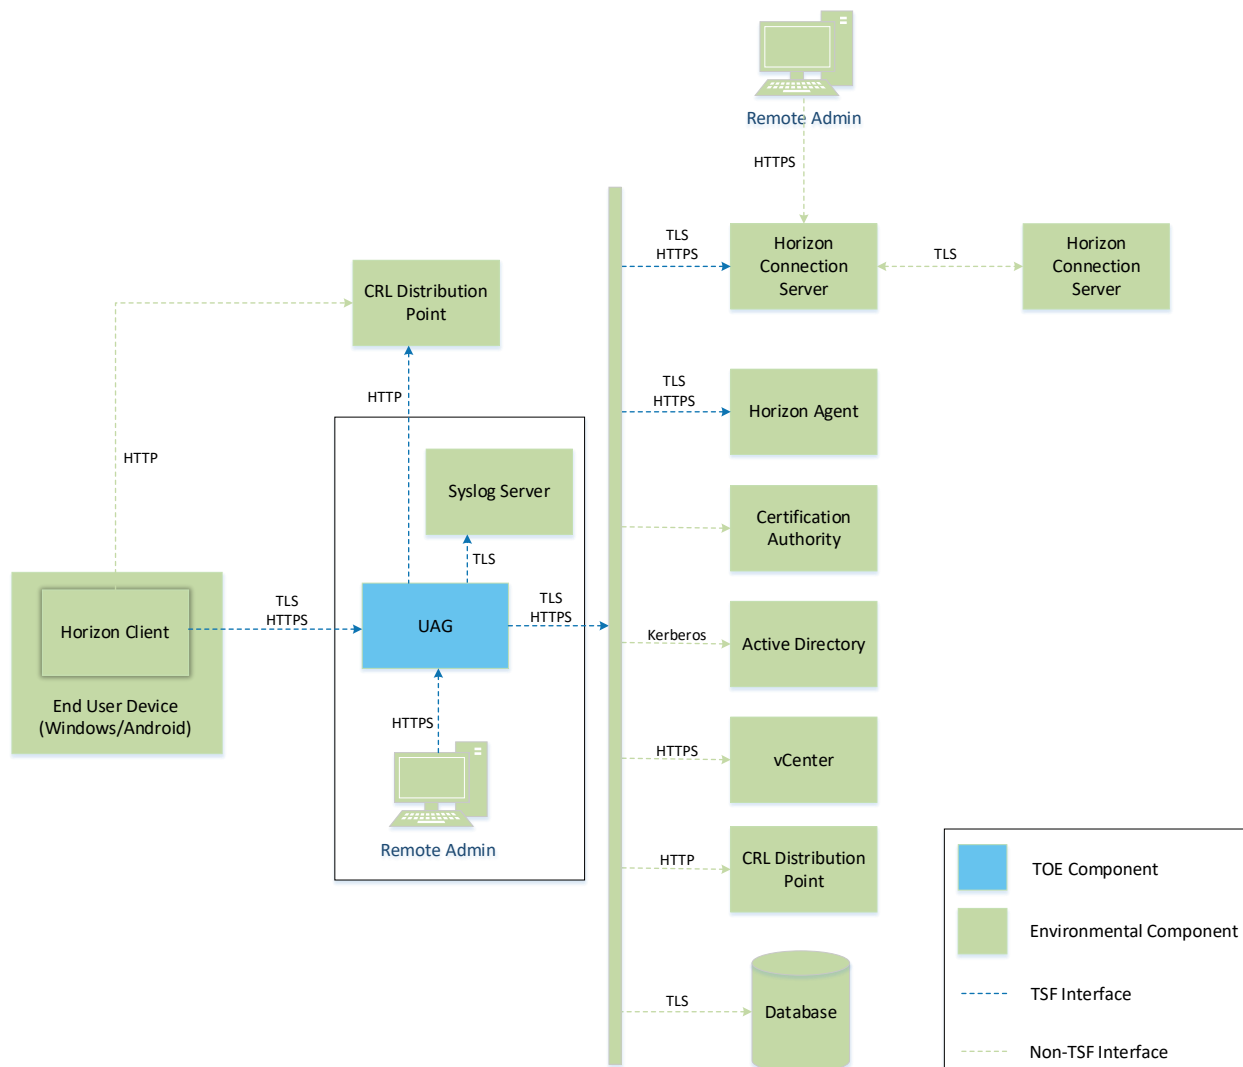 Remote Admin
HTTPS
TLS
HTTPS
Horizon
Connection
Server
TLS
Horizon
Connection
Server
CRL Distribution
Point
HTTP
HTTP
TLS
HTTPS
Horizon Agent
Syslog Server
TLS
Certification
Authority
Horizon Client
End User Device
(Windows/Android)
TLS
HTTPS
UAG
TLS
HTTPS
Kerberos
Active Directory
HTTPS
Remote Admin
HTTPS
vCenter
HTTP
CRL Distribution
Point
TLS
Database
TOE Component
Environmental Component
TSF Interface
Non-TSF Interface